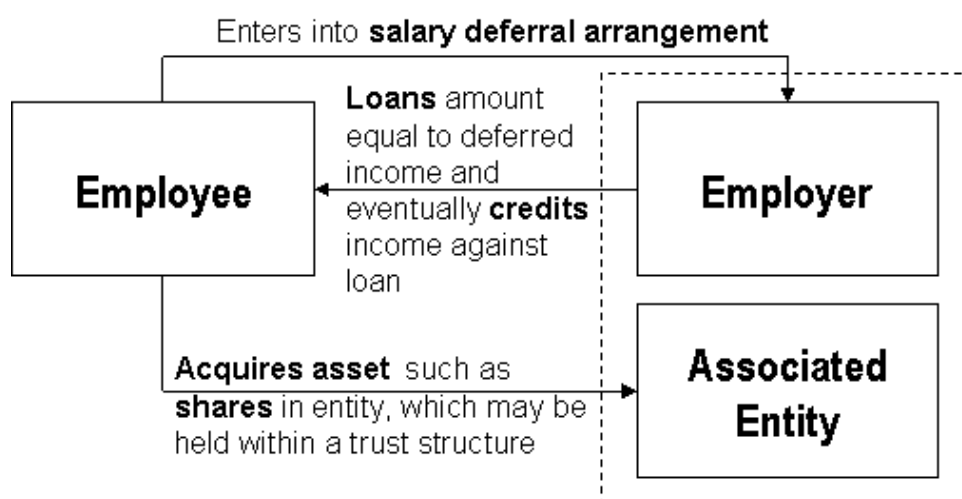 Enters into salary deferral arrangement
Loans amount
equal to deferred
income and
eventually credits
income against
loan
Employee
Employer
Acquires asset such as
shares in entity, which may be
held within a trust structure
Associated
Entity